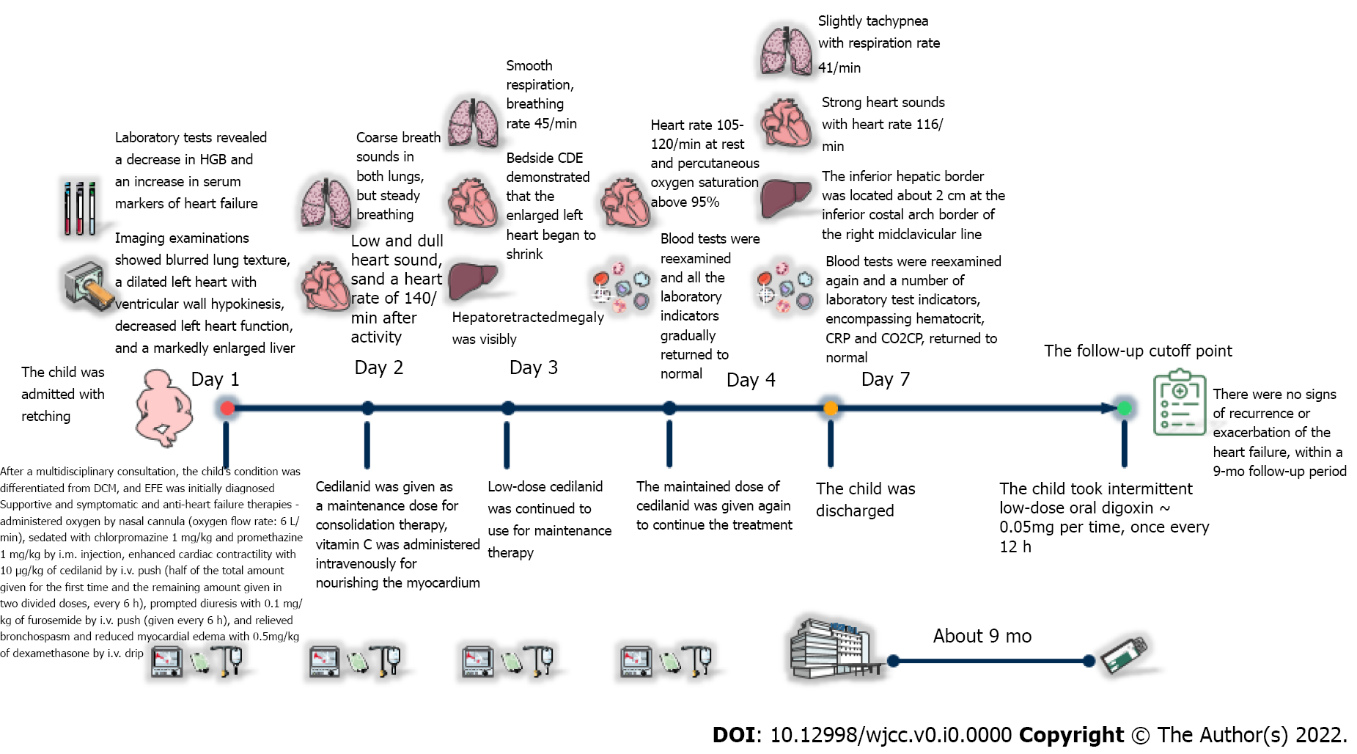 Laboratory tests revealed
a decrease in HGB and
an increase in serum
markers of heart failure
Imaging examinations
showed blurred lung texture,
a dilated left heart with
ventricular wall hypokinesis,
decreased left heart function,
and a markedly enlarged liver
Coarse breath
sounds in
both lungs,
but steady
breathing
Low and dull
heart sound,
sand a heart
rate of 140/
min after
activity
Smooth
respiration,
breathing
rate 45/min
Bedside CDE
demonstrated
that the
enlarged left
heart began to
shrink
Hepatoretractedmegaly
was visibly
Heart rate 105-
120/min at rest
and percutaneous
oxygen saturation
above 95%
Blood tests were
reexamined
and all the
laboratory
indicators
gradually
returned to
normal
Slightly tachypnea
with respiration rate
41/min
Strong heart sounds
with heart rate 116/
min
The inferior hepatic border
was located about 2 cm at the
inferior costal arch border of
the right midclavicular line
Blood tests were reexamined
again and a number of
laboratory test indicators,
encompassing hematocrit,
CRP and CO2CP, returned to
normal
The child was
admitted with
retching
Day 1
Day 2
Day 3
Day 4
Day 7
The follow-up cutoff point
There were no signs
of recurrence or
exacerbation of the
heart failure, within a
9-mo follow-up period
After a multidisciplinary consultation, the child's condition was
differentiated from DCM, and EFE was initially diagnosed
Supportive and symptomatic and anti-heart failure therapies -
administered oxygen by nasal cannula (oxygen flow rate: 6 L/
min), sedated with chlorpromazine 1 mg/kg and promethazine
1 mg/kg by i.m. injection, enhanced cardiac contractility with
10 μg/kg of cedilanid by i.v. push (half of the total amount
given for the first time and the remaining amount given in
two divided doses, every 6 h), prompted diuresis with 0.1 mg/
kg of furosemide by i.v. push (given every 6 h), and relieved
bronchospasm and reduced myocardial edema with 0.5mg/kg
of dexamethasone by i.v. drip
Cedilanid was given as
a maintenance dose for
consolidation therapy,
vitamin C was administered
intravenously for
nourishing the myocardium
Low-dose cedilanid
was continued to
use for maintenance
therapy
The maintained dose of
cedilanid was given again
to continue the treatment
The child was
discharged
The child took intermittent
low-dose oral digoxin ~
0.05mg per time, once every
12 h
About 9 mo
DOI: 10.12998/wjcc.v0.i0.0000 Copyright © The Author(s) 2022.